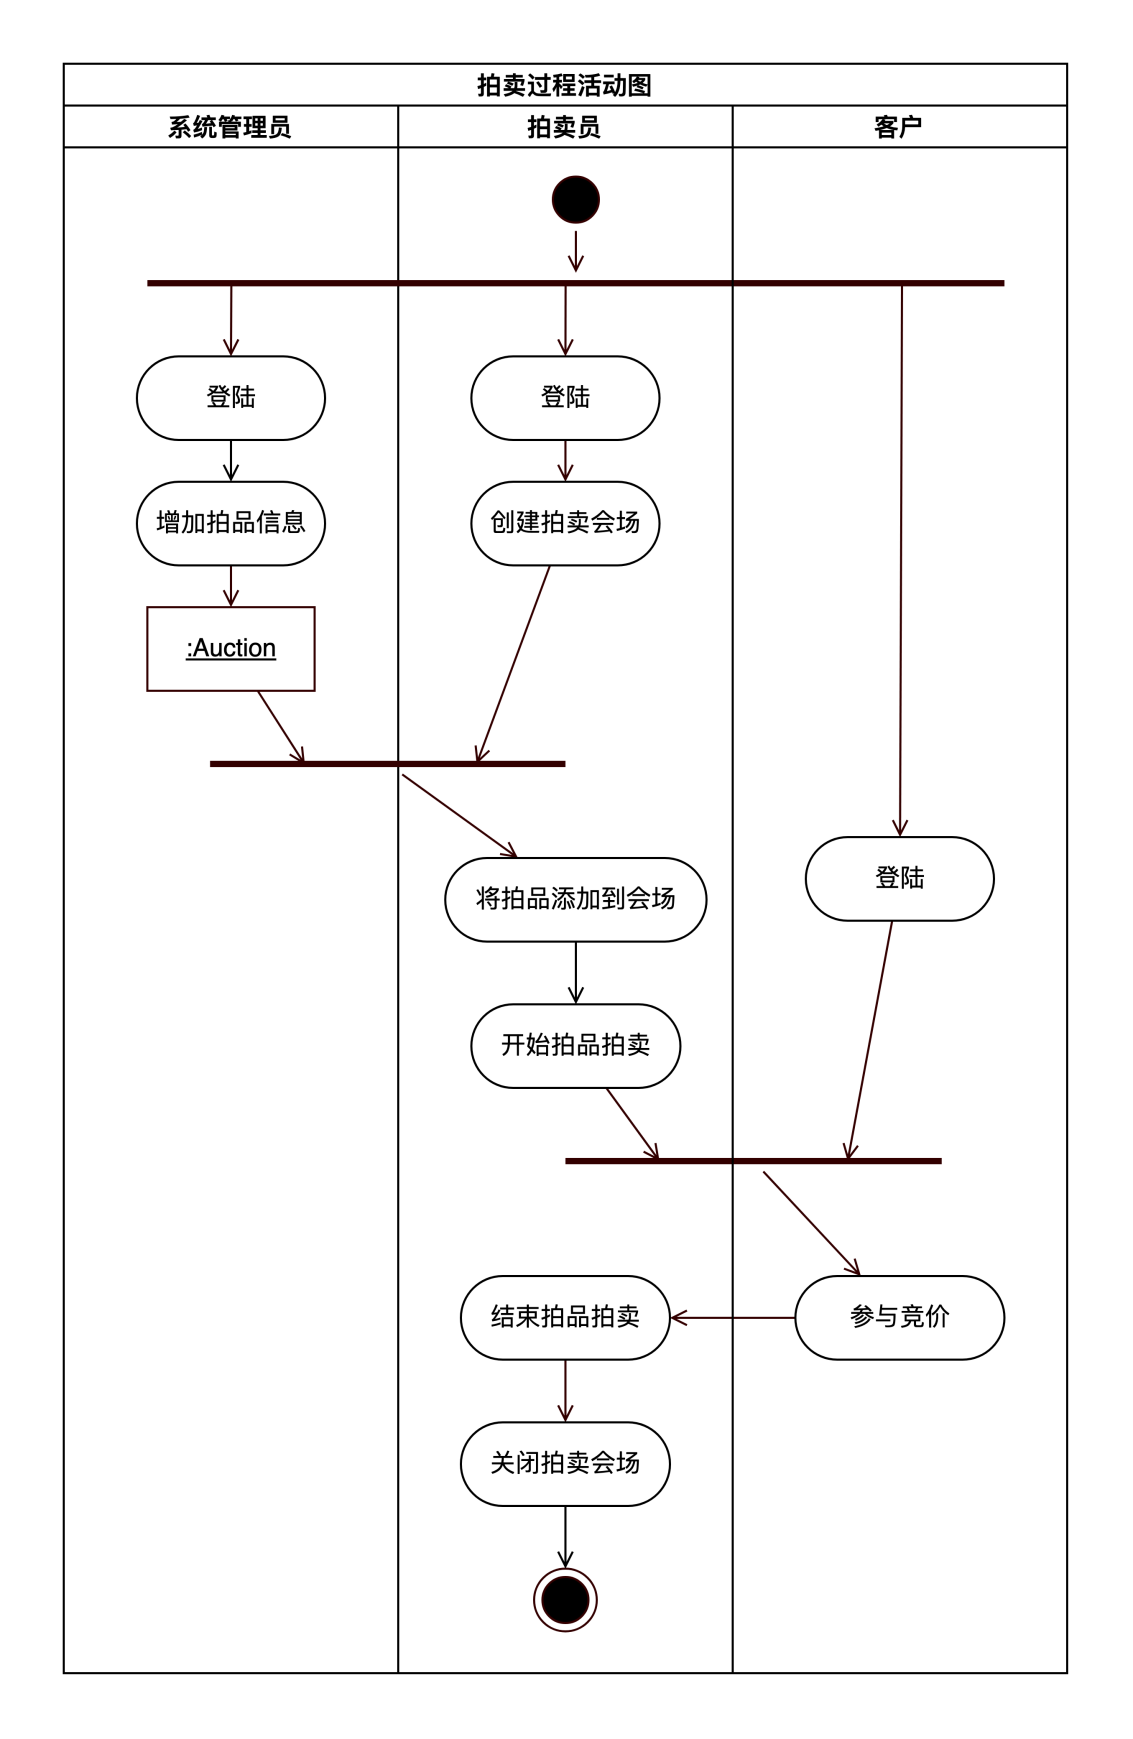 拍卖过程活动图
系统管理员
拍卖员
客户
登陆
登陆
增加拍品信息
创建拍卖会场
:Auction
登陆
将拍品添加到会场
开始拍品拍卖
结束拍品拍卖
参与竞价
关闭拍卖会场